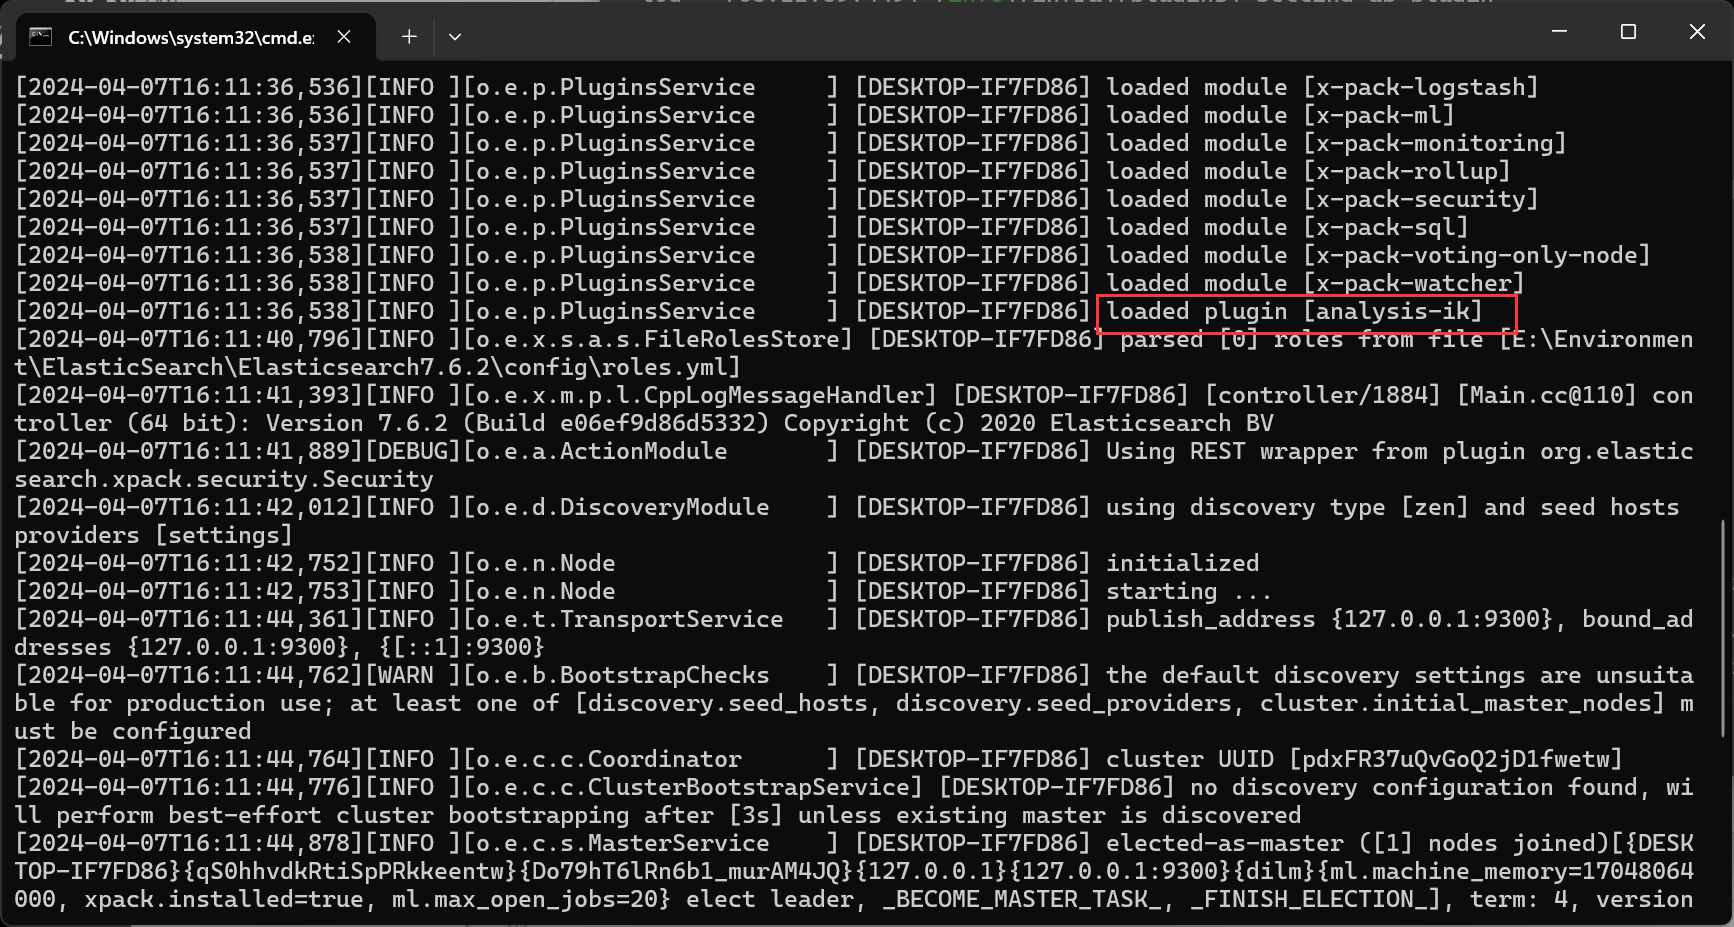 C:\Windows\system32\cmd.e
[2024-04-07T16:11:36,536][INFO ][o.e.p.PluginsService     ] [DESKTOP-IF7FD86] loaded module [x-pack-logstash]
[2024-04-07T16:11:36,536][INFO ][o.e.p.PluginsService     ] [DESKTOP-IF7FD86] loaded module [x-pack-ml]
[2024-04-07T16:11:36,537][INFO ][o.e.p.PluginsService     ] [DESKTOP-IF7FD86] loaded module [x-pack-monitoring]
[2024-04-07T16:11:36,537][INFO ][o.e.p.PluginsService     ] [DESKTOP-IF7FD86] loaded module [x-pack-rollup]
[2024-04-07T16:11:36,537][INFO ][o.e.p.PluginsService     ] [DESKTOP-IF7FD86] loaded module [x-pack-security]
[2024-04-07T16:11:36,537][INFO ][o.e.p.PluginsService     ] [DESKTOP-IF7FD86] loaded module [x-pack-sql]
[2024-04-07T16:11:36,538][INFO ][o.e.p.PluginsService     ] [DESKTOP-IF7FD86] loaded module [x-pack-voting-only-node]
[2024-04-07T16:11:36,538][INFO ][o.e.p.PluginsService     ] [DESKTOP-IF7FD86] loaded module [x-pack-watcher]
[2024-04-07T16:11:36,538][INFO ][o.e.p.PluginsService     ] [DESKTOP-IF7FD86] loaded plugin [analysis-ik]
[2024-04-07T16:11:40,796][INFO ][o.e.x.s.a.s.FileRolesStore] [DESKTOP-IF7FD86] parsed [0] roles from file [E:\Environmen
t\ElasticSearch\Elasticsearch7.6.2\config\roles.yml]
[2024-04-07T16:11:41,393][INFO ][o.e.x.m.p.l.CppLogMessageHandler] [DESKTOP-IF7FD86] [controller/1884] [Main.cc@110] con
troller (64 bit): Version 7.6.2 (Build e06ef9d86d5332) Copyright (c) 2020 Elasticsearch BV
[2024-04-07T16:11:41,889][DEBUG][o.e.a.ActionModule       ] [DESKTOP-IF7FD86] Using REST wrapper from plugin org.elastic
search.xpack.security.Security
[2024-04-07T16:11:42,012][INFO ][o.e.d.DiscoveryModule    ] [DESKTOP-IF7FD86] using discovery type [zen] and seed hosts
providers [settings]
[2024-04-07T16:11:42,752][INFO ][o.e.n.Node               ] [DESKTOP-IF7FD86] initialized
[2024-04-07T16:11:42,753][INFO ][o.e.n.Node               ] [DESKTOP-IF7FD86] starting ...
[2024-04-07T16:11:44,361][INFO ][o.e.t.TransportService   ] [DESKTOP-IF7FD86] publish_address {127.0.0.1:9300}, bound_ad
dresses {127.0.0.1:9300}, {[::1]:9300}
[2024-04-07T16:11:44,762][WARN ][o.e.b.BootstrapChecks    ] [DESKTOP-IF7FD86] the default discovery settings are unsuita
ble for production use; at least one of [discovery.seed_hosts, discovery.seed_providers, cluster.initial_master_nodes] m
ust be configured
[2024-04-07T16:11:44,764][INFO ][o.e.c.c.Coordinator      ] [DESKTOP-IF7FD86] cluster UUID [pdxFR37uQvGoQ2jD1fwetw]
[2024-04-07T16:11:44,776][INFO ][o.e.c.c.ClusterBootstrapService] [DESKTOP-IF7FD86] no discovery configuration found, wi
ll perform best-effort cluster bootstrapping after [3s] unless existing master is discovered
[2024-04-07T16:11:44,878][INFO ][o.e.c.s.MasterService    ] [DESKTOP-IF7FD86] elected-as-master ([1] nodes joined)[{DESK
TOP-IF7FD86}{qS0hhvdkRtiSpPRkkeentw}{Do79hT6lRn6b1_murAM4JQ}{127.0.0.1}{127.0.0.1:9300}{dilm}{ml.machine_memory=17048064
000, xpack.installed=true, ml.max_open_jobs=20} elect leader, _BECOME_MASTER_TASK_, _FINISH_ELECTION_], term: 4, version